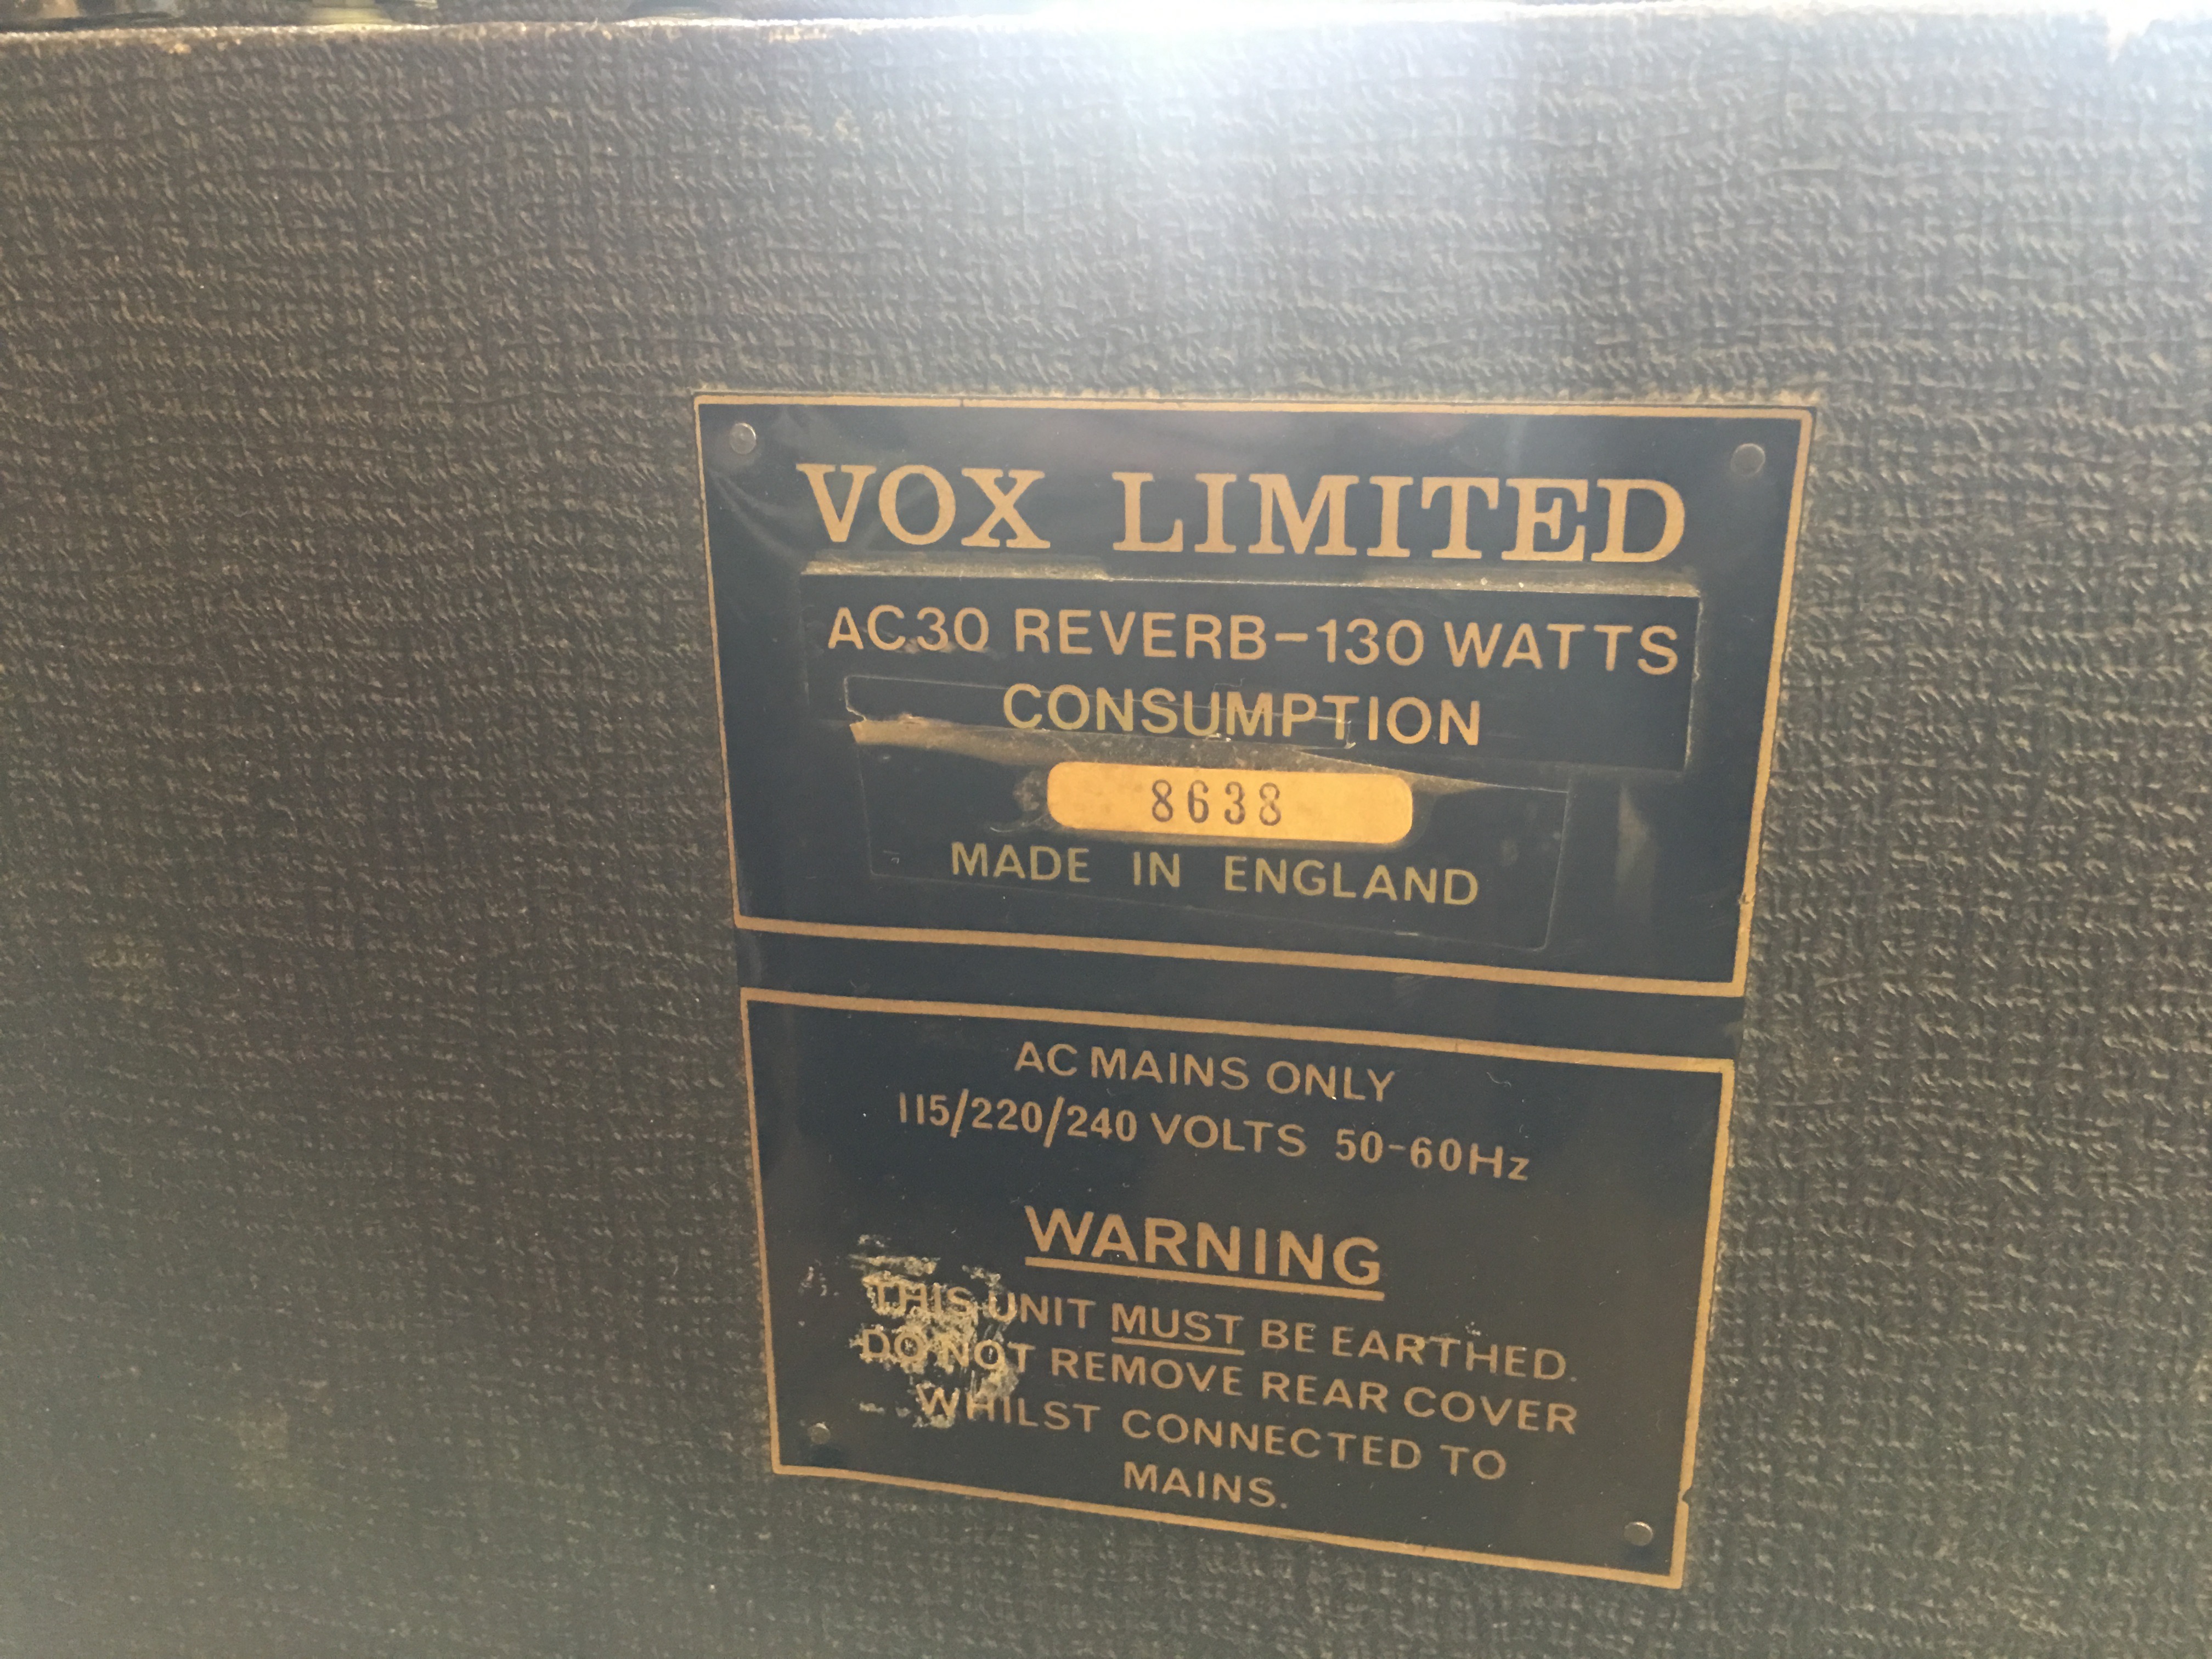 VOX LIMITED
AC30 REVERB-130 WATTS
CONSUMPTION
8638
MADE IN ENGLAND
AC MAINS ONLY
115/220/240 VOLTS 50-60Hz
WARNING
THIS UNIT MUST BE EARTHED.
DO NOT REMOVE REAR COVER
WHILST CONNECTED TO
MAINS.